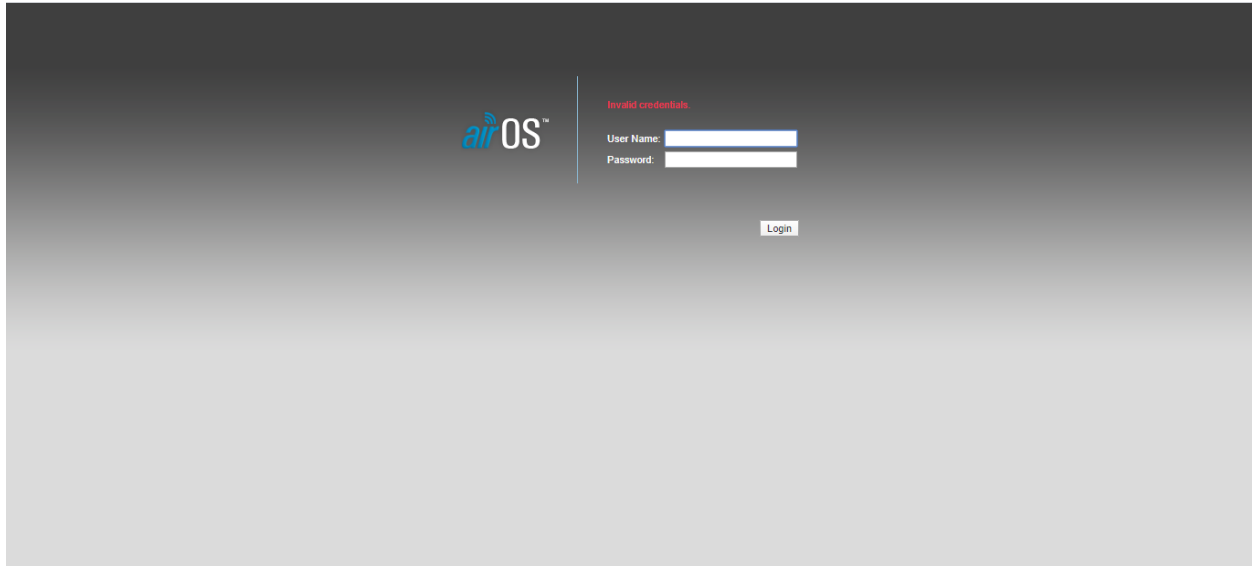 airOS™
Invalid credentials.
User Name:
Password:
Login